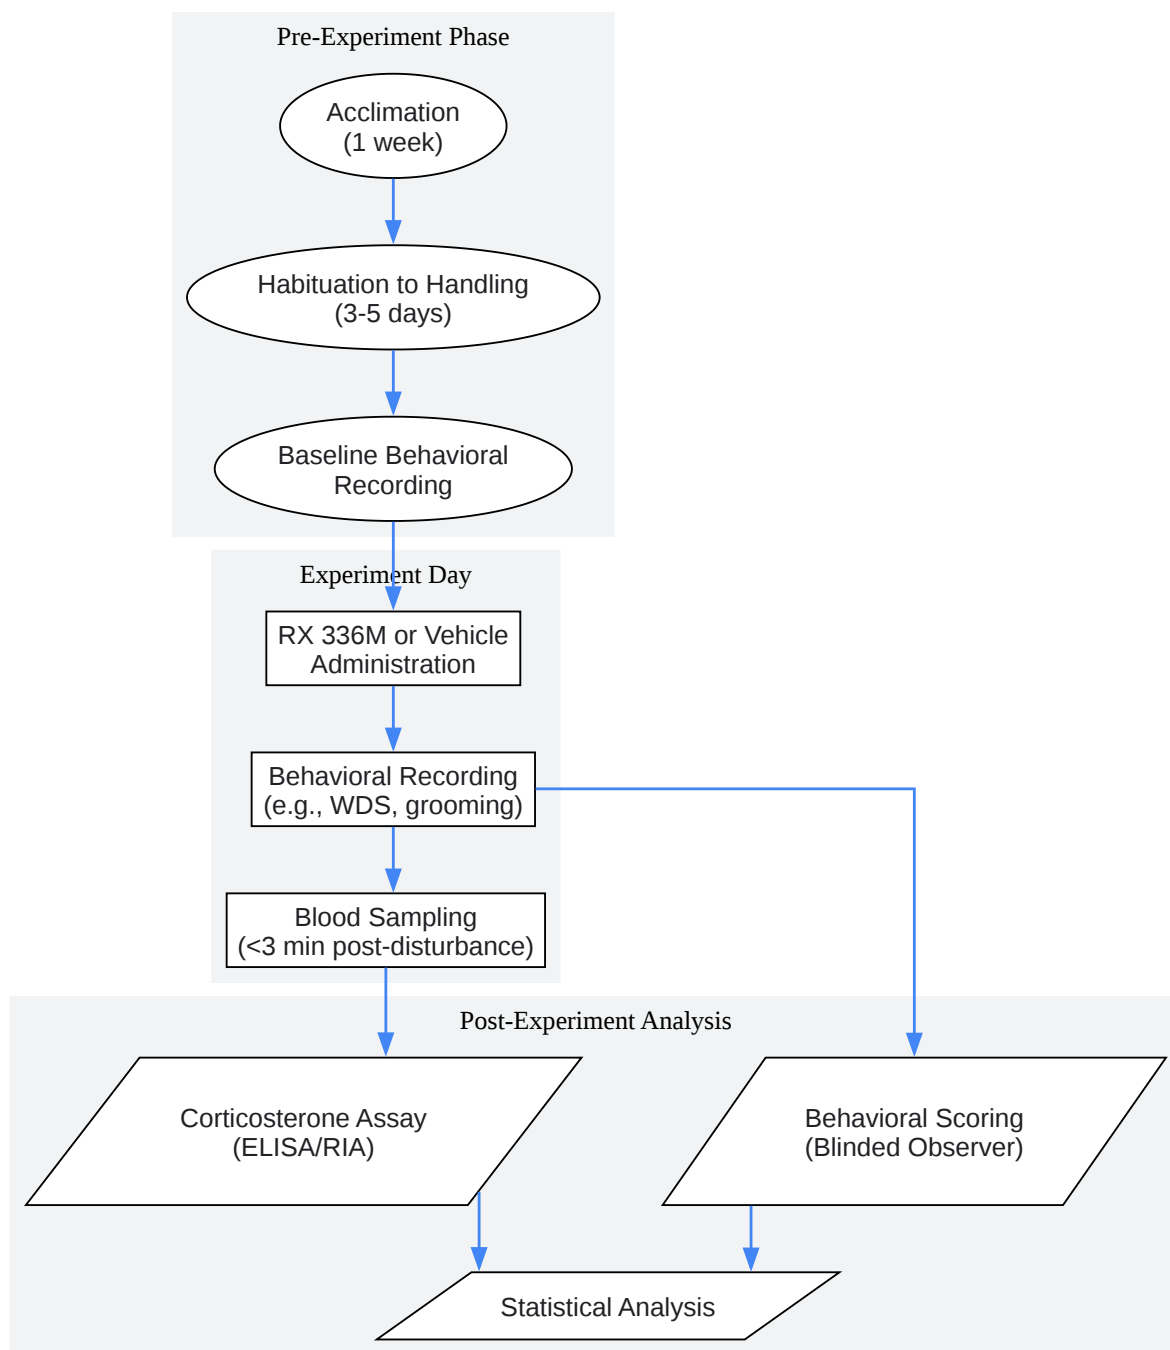 Pre-Experiment Phase
Acclimation
(1 week)
Habituation to Handling
(3-5 days)
Baseline Behavioral
Recording
Experiment Day
RX 336M or Vehicle
Administration
Behavioral Recording
(e.g., WDS, grooming)
Blood Sampling
(<3 min post-disturbance)
Post-Experiment Analysis
Corticosterone Assay
(ELISA/RIA)
Behavioral Scoring
(Blinded Observer)
Statistical Analysis